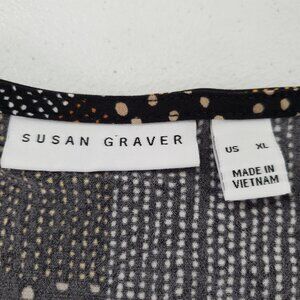 SUSAN GRAVER
US XL
MADE IN
VIETNAM